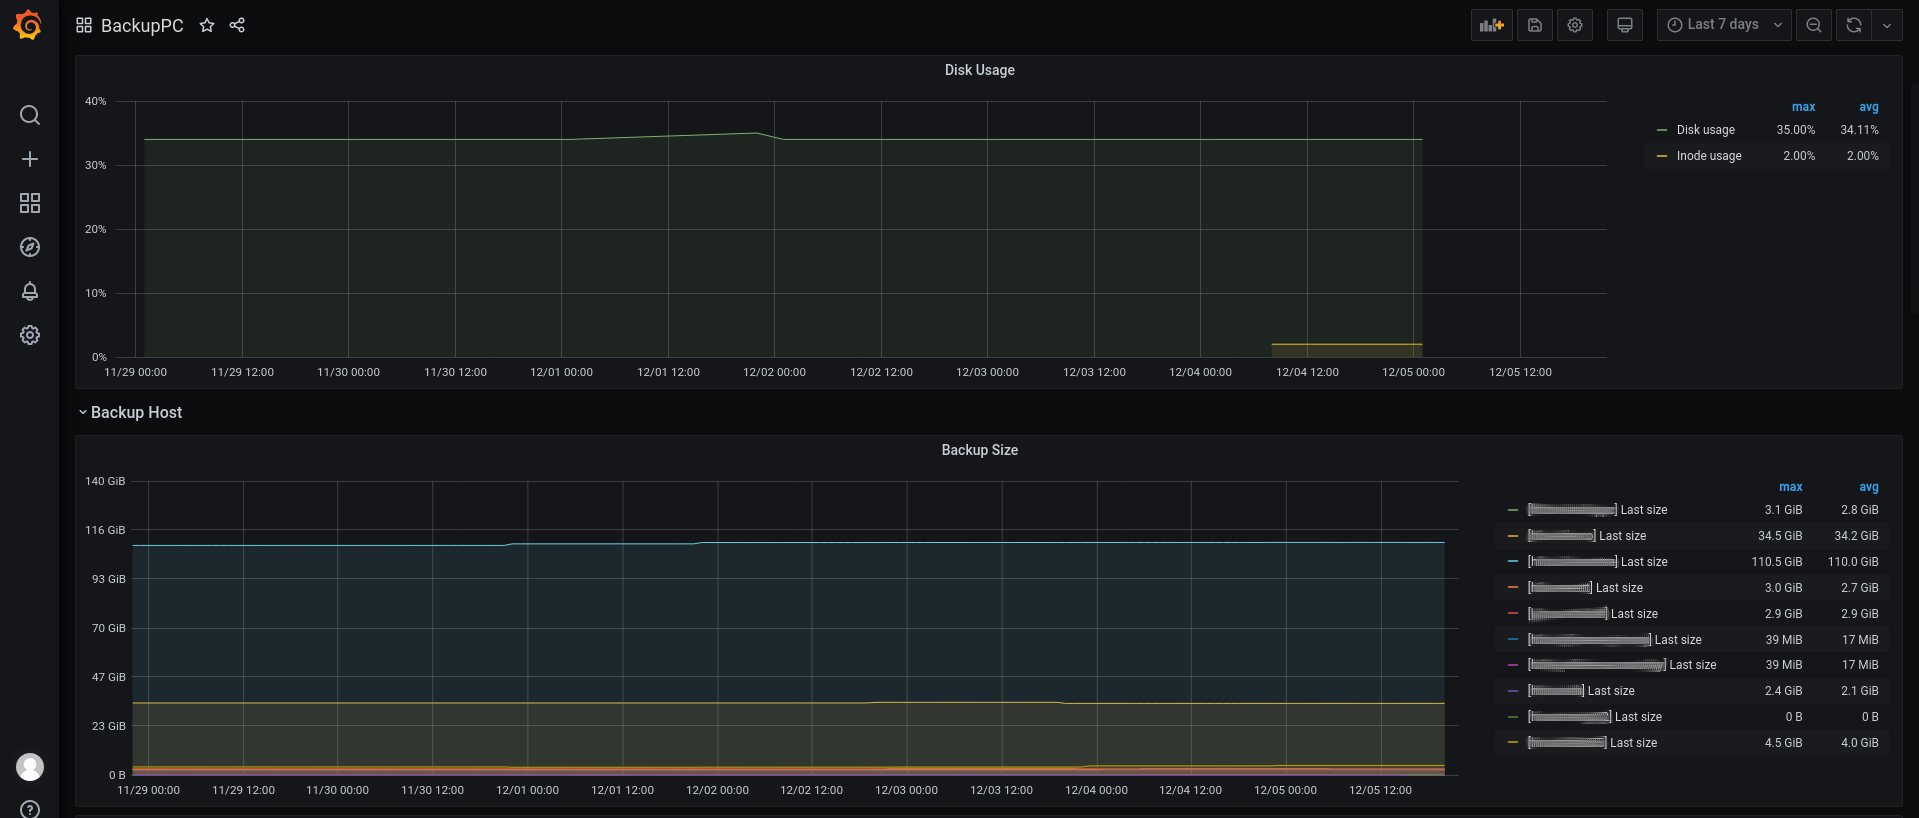 BackupPC
Last 7 days
Disk Usage
40%
30%
20%
10%
0%
11/29 00:00 11/29 12:00 11/30 00:00 11/30 12:00 12/01 00:00 12/01 12:00 12/02 00:00 12/02 12:00 12/03 00:00 12/03 12:00 12/04 00:00 12/04 12:00 12/05 00:00 12/05 12:00
max avg
Disk usage 35.00% 34.11%
Inode usage 2.00% 2.00%
Backup Host
Backup Size
140 GiB
116 GiB
93 GiB
70 GiB
47 GiB
23 GiB
0 B
11/29 00:00 11/29 12:00 11/30 00:00 11/30 12:00 12/01 00:00 12/01 12:00 12/02 00:00 12/02 12:00 12/03 00:00 12/03 12:00 12/04 00:00 12/04 12:00 12/05 00:00 12/05 12:00
max avg
[ ] Last size 3.1 GiB 2.8 GiB
[ ] Last size 34.5 GiB 34.2 GiB
[ ] Last size 110.5 GiB 110.0 GiB
[ ] Last size 3.0 GiB 2.7 GiB
[ ] Last size 2.9 GiB 2.9 GiB
[ ] Last size 39 MiB 17 MiB
[ ] Last size 39 MiB 17 MiB
[ ] Last size 2.4 GiB 2.1 GiB
[ ] Last size 0 B 0 B
[ ] Last size 4.5 GiB 4.0 GiB